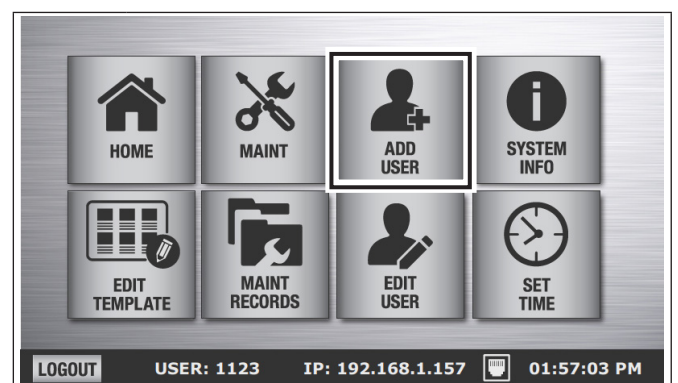 HOME
MAINT
ADD
USER
SYSTEM
INFO
EDIT
TEMPLATE
MAINT
RECORDS
EDIT
USER
SET
TIME
LOGOUT USER: 1123 IP: 192.168.1.157 01:57:03 PM